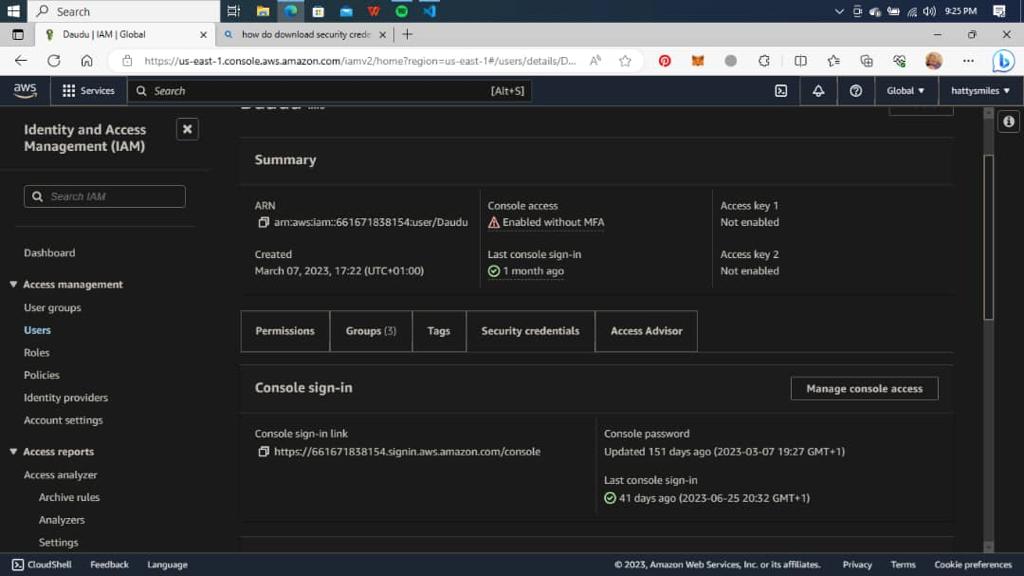 Search
9:25 PM
Daudu | IAM | Global
how do download security crede
https://us-east-1.console.aws.amazon.com/iamv2/home?region=us-east-1#/users/details/D...
aws
Services
Search
[Alt+S]
Global
hattysmiles
Identity and Access
Management (IAM)
Search IAM
Dashboard
Access management
User groups
Users
Roles
Policies
Identity providers
Account settings
Access reports
Access analyzer
Archive rules
Analyzers
Settings
Summary
ARN
arn:aws:iam::661671838154:user/Daudu
Console access
Enabled without MFA
Access key 1
Not enabled
Created
March 07, 2023, 17:22 (UTC+01:00)
Last console sign-in
1 month ago
Access key 2
Not enabled
Permissions
Groups (3)
Tags
Security credentials
Access Advisor
Console sign-in
Manage console access
Console sign-in link
https://661671838154.signin.aws.amazon.com/console
Console password
Updated 151 days ago (2023-03-07 19:27 GMT+1)
Last console sign-in
41 days ago (2023-06-25 20:32 GMT+1)
CloudShell
Feedback
Language
© 2023, Amazon Web Services, Inc. or its affiliates.
Privacy
Terms
Cookie preferences